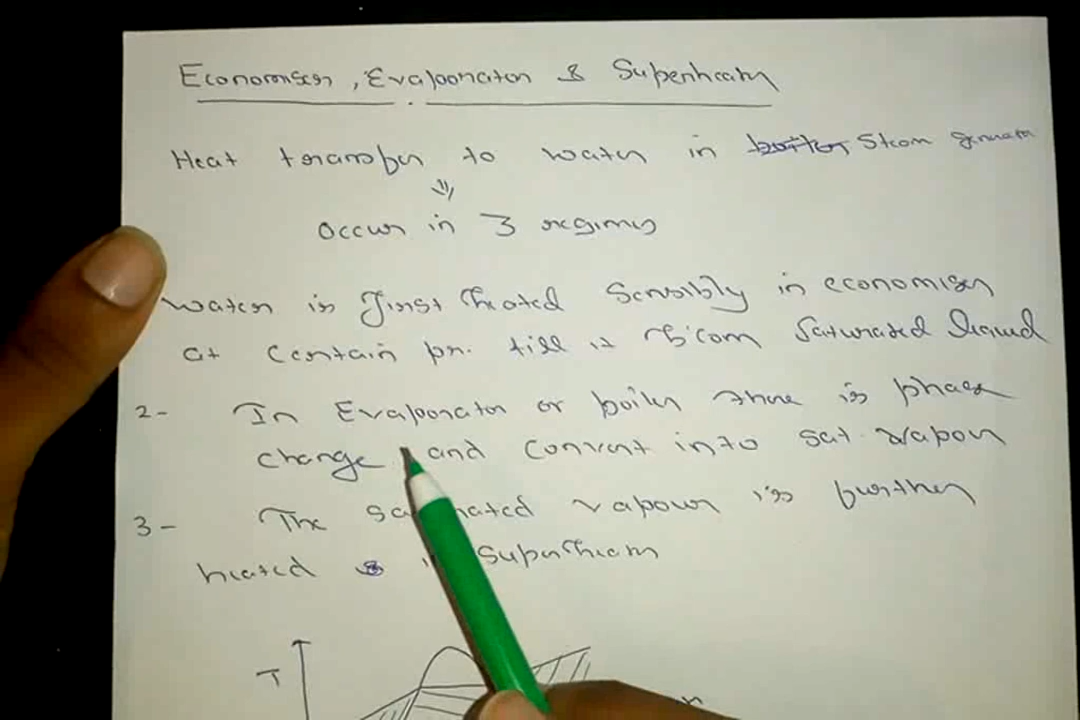 Economiser, Evaporator & Superheater
Heat transfer to water in boiler Steam generator
occur in 3 regimes
Water is first heated Sensibly in economiser
at certain pr. till it becom Saturated liquid
2- In Evaporator or boiler there is phase
change and convert into sat. vapour
3- The saturated vapour is further
heated in superheater
T